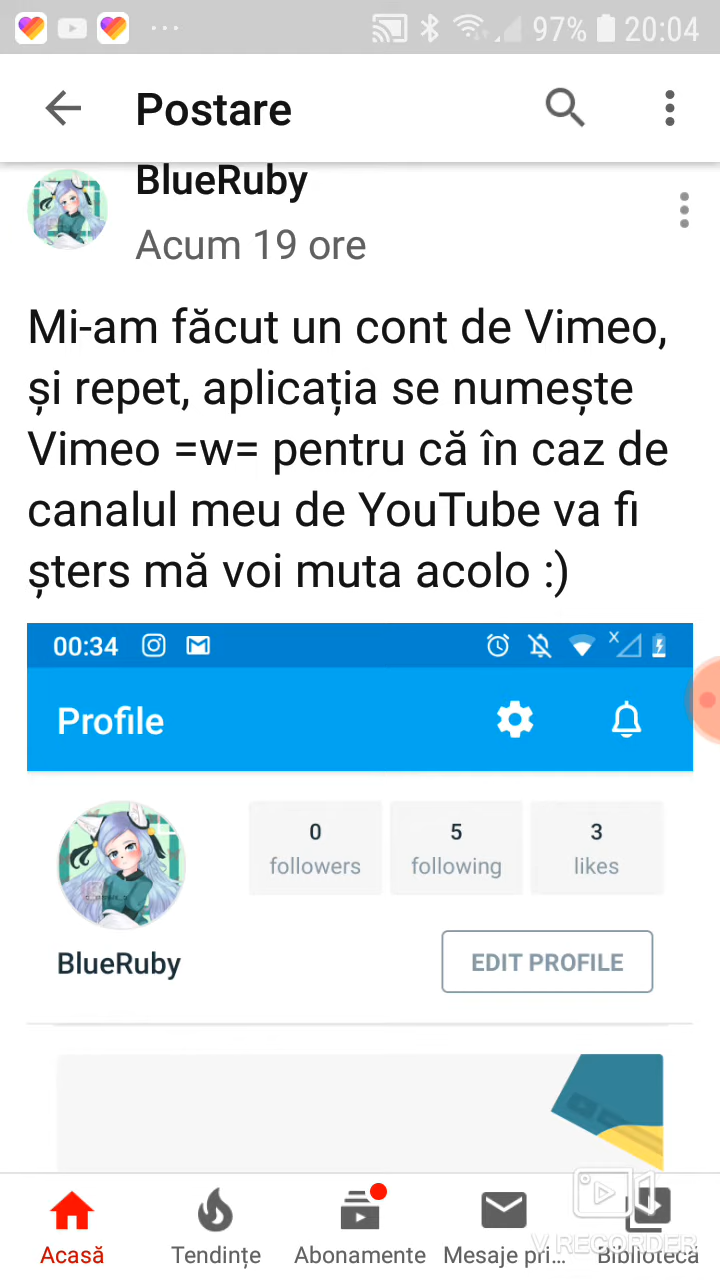 97% 20:04
Postare
BlueRuby
Acum 19 ore
Mi-am făcut un cont de Vimeo,
și repet, aplicația se numește
Vimeo =w= pentru că în caz de
canalul meu de YouTube va fi
șters mă voi muta acolo :)
00:34
Profile
0 5 3
followers following likes
BlueRuby
EDIT PROFILE
Acasă Tendințe Abonamente Mesaje pri... Bibliotecă
V RECORDER